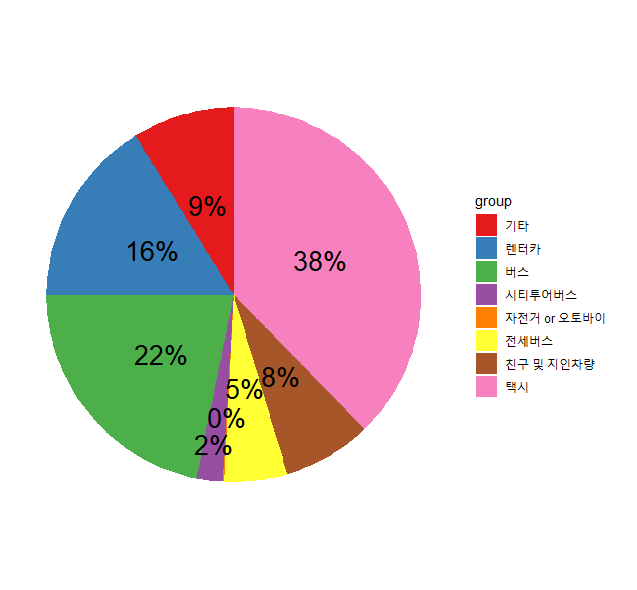 9%
16%
38%
22%
8%
5%
0%
2%
group
기타
렌터카
버스
시티투어버스
자전거 or 오토바이
전세버스
친구 및 지인차량
택시